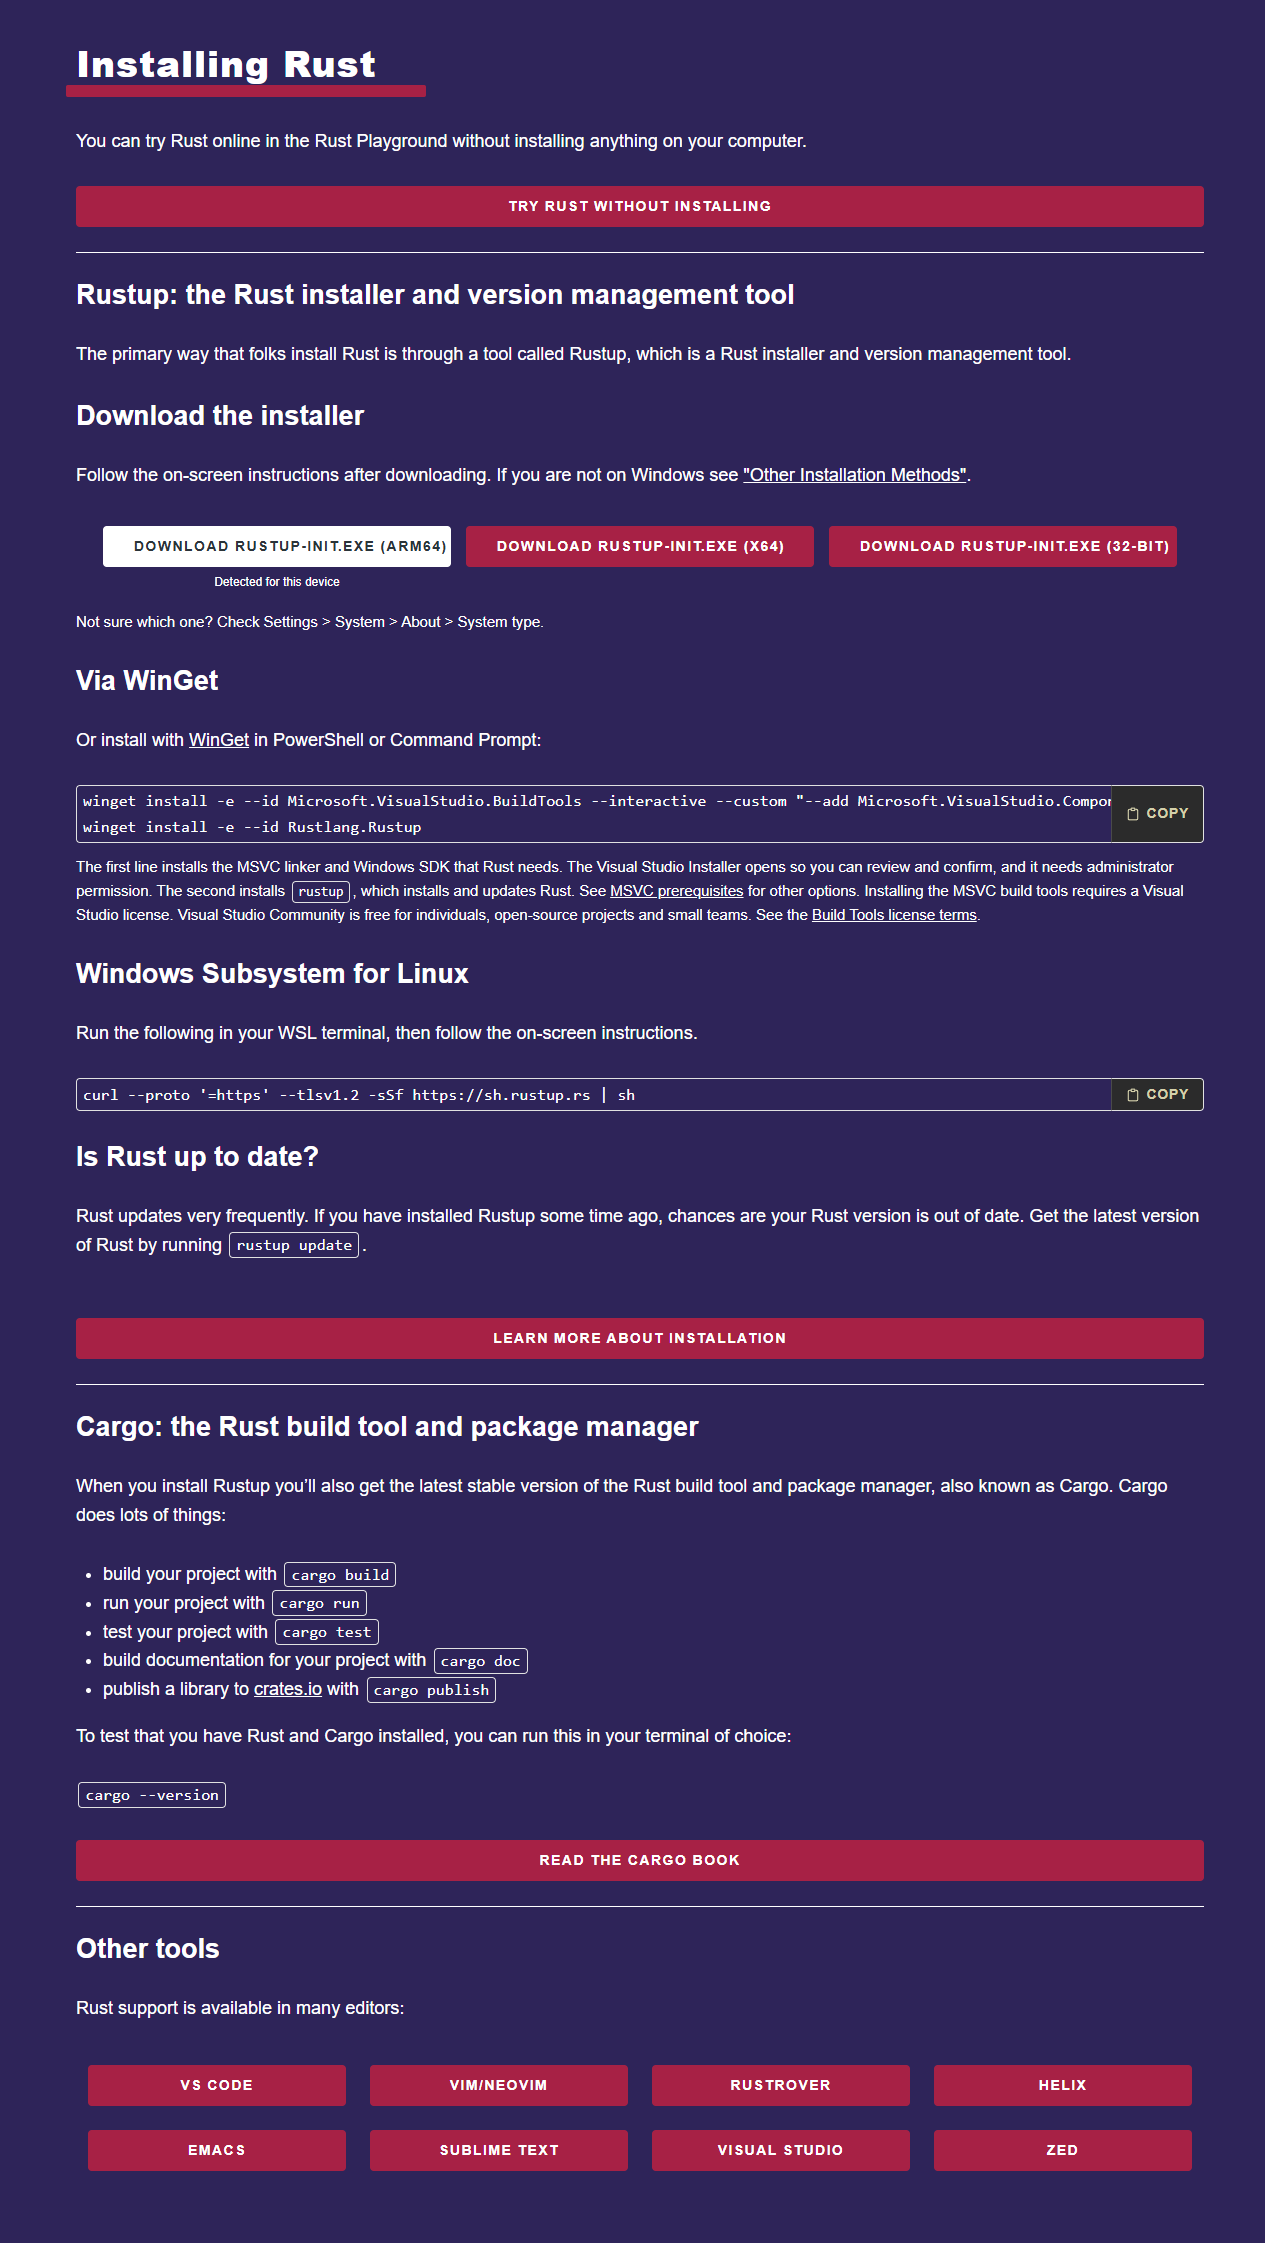 Installing Rust
You can try Rust online in the Rust Playground without installing anything on your computer.
TRY RUST WITHOUT INSTALLING
Rustup: the Rust installer and version management tool
The primary way that folks install Rust is through a tool called Rustup, which is a Rust installer and version management tool.
Download the installer
Follow the on-screen instructions after downloading. If you are not on Windows see "Other Installation Methods".
DOWNLOAD RUSTUP-INIT.EXE (ARM64)
DOWNLOAD RUSTUP-INIT.EXE (X64)
DOWNLOAD RUSTUP-INIT.EXE (32-BIT)
Detected for this device
Not sure which one? Check Settings > System > About > System type.
Via WinGet
Or install with WinGet in PowerShell or Command Prompt:
winget install -e --id Microsoft.VisualStudio.BuildTools --interactive --custom "--add Microsoft.VisualStudio.Compon
winget install -e --id Rustlang.Rustup
COPY
The first line installs the MSVC linker and Windows SDK that Rust needs. The Visual Studio Installer opens so you can review and confirm, and it needs administrator
permission. The second installs rustup, which installs and updates Rust. See MSVC prerequisites for other options. Installing the MSVC build tools requires a Visual
Studio license. Visual Studio Community is free for individuals, open-source projects and small teams. See the Build Tools license terms.
Windows Subsystem for Linux
Run the following in your WSL terminal, then follow the on-screen instructions.
curl --proto '=https' --tlsv1.2 -sSf https://sh.rustup.rs | sh
COPY
Is Rust up to date?
Rust updates very frequently. If you have installed Rustup some time ago, chances are your Rust version is out of date. Get the latest version
of Rust by running rustup update.
LEARN MORE ABOUT INSTALLATION
Cargo: the Rust build tool and package manager
When you install Rustup you’ll also get the latest stable version of the Rust build tool and package manager, also known as Cargo. Cargo
does lots of things:
• build your project with cargo build
• run your project with cargo run
• test your project with cargo test
• build documentation for your project with cargo doc
• publish a library to crates.io with cargo publish
To test that you have Rust and Cargo installed, you can run this in your terminal of choice:
cargo --version
READ THE CARGO BOOK
Other tools
Rust support is available in many editors:
VS CODE
VIM/NEOVIM
RUSTROVER
HELIX
EMACS
SUBLIME TEXT
VISUAL STUDIO
ZED